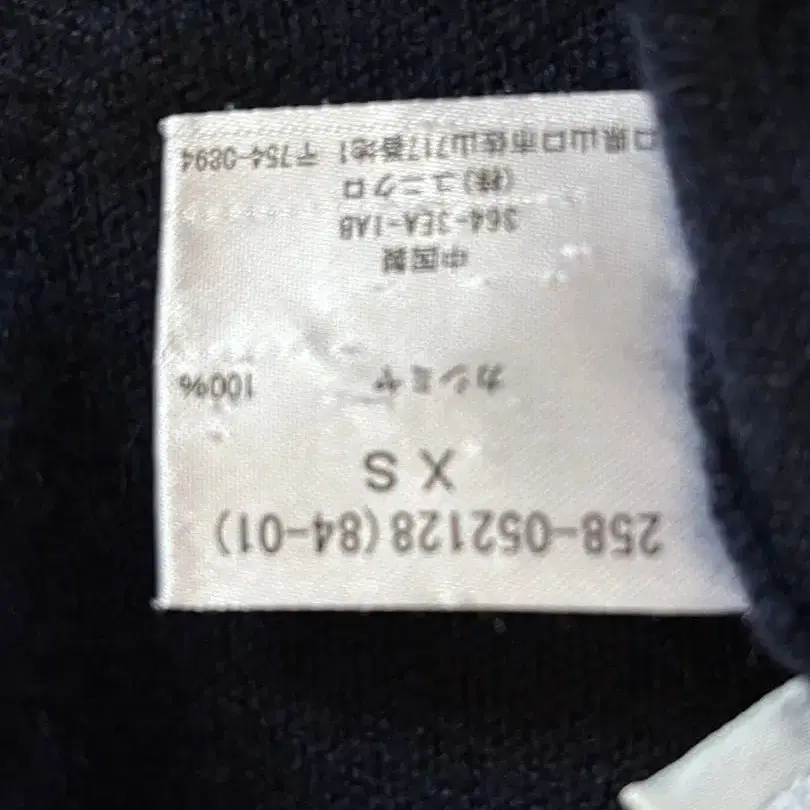 258-052128(84-01)
XS
カシミヤ 100%
中国製
364-3EA-1AB
(株)ユニクロ
口県山口市佐山717番地1 〒754-0894